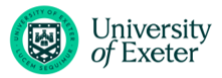 University
of Exeter
UNIVERSITY OF EXETER
LUCEM SEQUIMUR